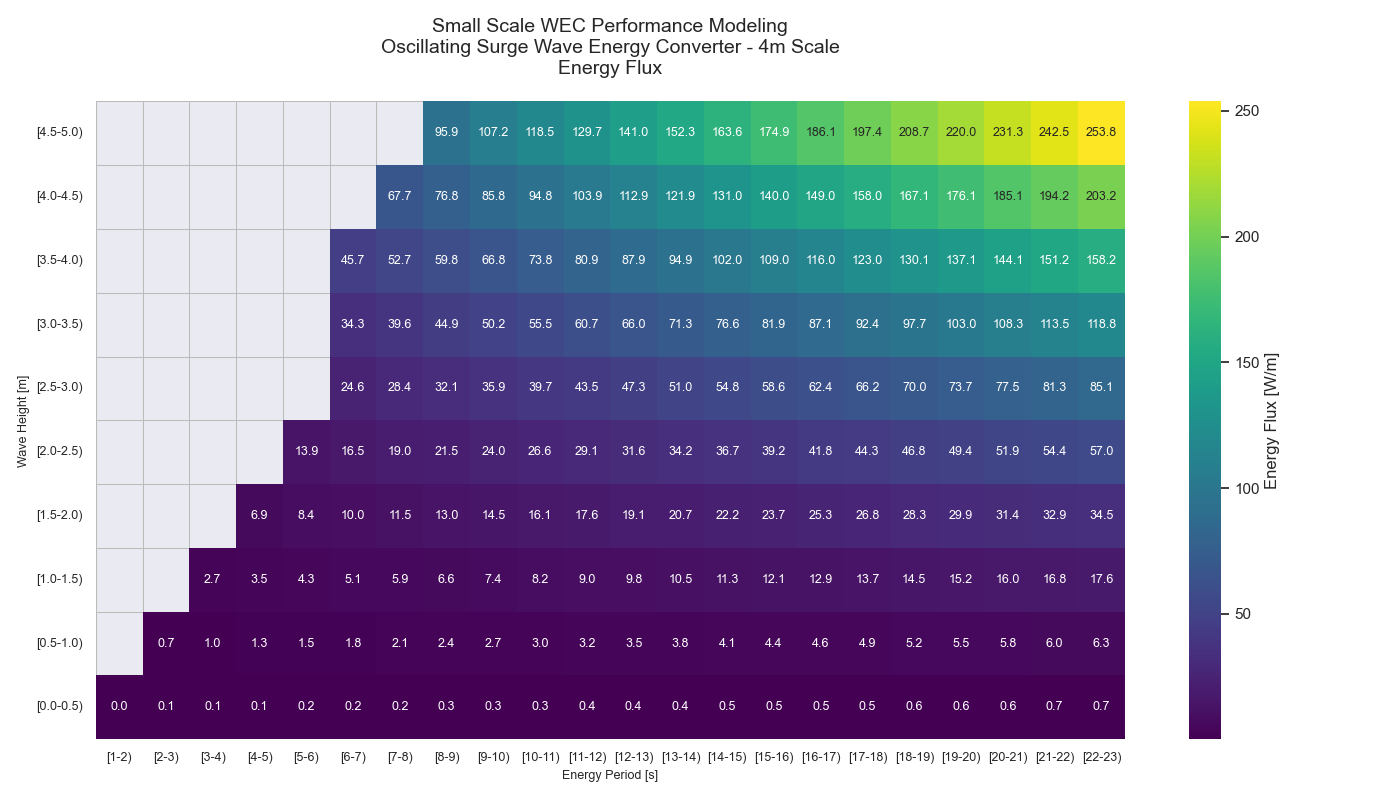 Small Scale WEC Performance Modeling
Oscillating Surge Wave Energy Converter - 4m Scale
Energy Flux
[4.5-5.0) 95.9 107.2 118.5 129.7 141.0 152.3 163.6 174.9 186.1 197.4 208.7 220.0 231.3 242.5 253.8
[4.0-4.5) 67.7 76.8 85.8 94.8 103.9 112.9 121.9 131.0 140.0 149.0 158.0 167.1 176.1 185.1 194.2 203.2
[3.5-4.0) 45.7 52.7 59.8 66.8 73.8 80.9 87.9 94.9 102.0 109.0 116.0 123.0 130.1 137.1 144.1 151.2 158.2
[3.0-3.5) 34.3 39.6 44.9 50.2 55.5 60.7 66.0 71.3 76.6 81.9 87.1 92.4 97.7 103.0 108.3 113.5 118.8
[2.5-3.0) 24.6 28.4 32.1 35.9 39.7 43.5 47.3 51.0 54.8 58.6 62.4 66.2 70.0 73.7 77.5 81.3 85.1
[2.0-2.5) 13.9 16.5 19.0 21.5 24.0 26.6 29.1 31.6 34.2 36.7 39.2 41.8 44.3 46.8 49.4 51.9 54.4 57.0
[1.5-2.0) 6.9 8.4 10.0 11.5 13.0 14.5 16.1 17.6 19.1 20.7 22.2 23.7 25.3 26.8 28.3 29.9 31.4 32.9 34.5
[1.0-1.5) 2.7 3.5 4.3 5.1 5.9 6.6 7.4 8.2 9.0 9.8 10.5 11.3 12.1 12.9 13.7 14.5 15.2 16.0 16.8 17.6
[0.5-1.0) 0.7 1.0 1.3 1.5 1.8 2.1 2.4 2.7 3.0 3.2 3.5 3.8 4.1 4.4 4.6 4.9 5.2 5.5 5.8 6.0 6.3
[0.0-0.5) 0.0 0.1 0.1 0.1 0.2 0.2 0.2 0.3 0.3 0.3 0.4 0.4 0.4 0.5 0.5 0.5 0.5 0.6 0.6 0.6 0.7 0.7
[1-2) [2-3) [3-4) [4-5) [5-6) [6-7) [7-8) [8-9) [9-10) [10-11) [11-12) [12-13) [13-14) [14-15) [15-16) [16-17) [17-18) [18-19) [19-20) [20-21) [21-22) [22-23)
Energy Period [s]
Wave Height [m]
250
200
150
100
50
Energy Flux [W/m]